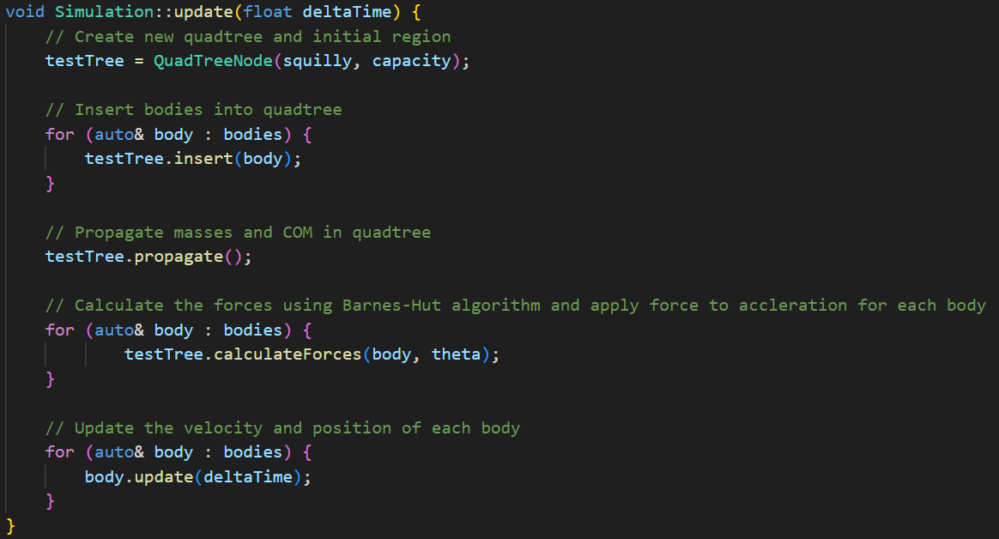 void Simulation::update(float deltaTime) {
    // Create new quadtree and initial region
    testTree = QuadTreeNode(squilly, capacity);

    // Insert bodies into quadtree
    for (auto& body : bodies) {
        testTree.insert(body);
    }

    // Propagate masses and COM in quadtree
    testTree.propagate();

    // Calculate the forces using Barnes-Hut algorithm and apply force to accleration for each body
    for (auto& body : bodies) {
            testTree.calculateForces(body, theta);
    }

    // Update the velocity and position of each body
    for (auto& body : bodies) {
        body.update(deltaTime);
    }
}